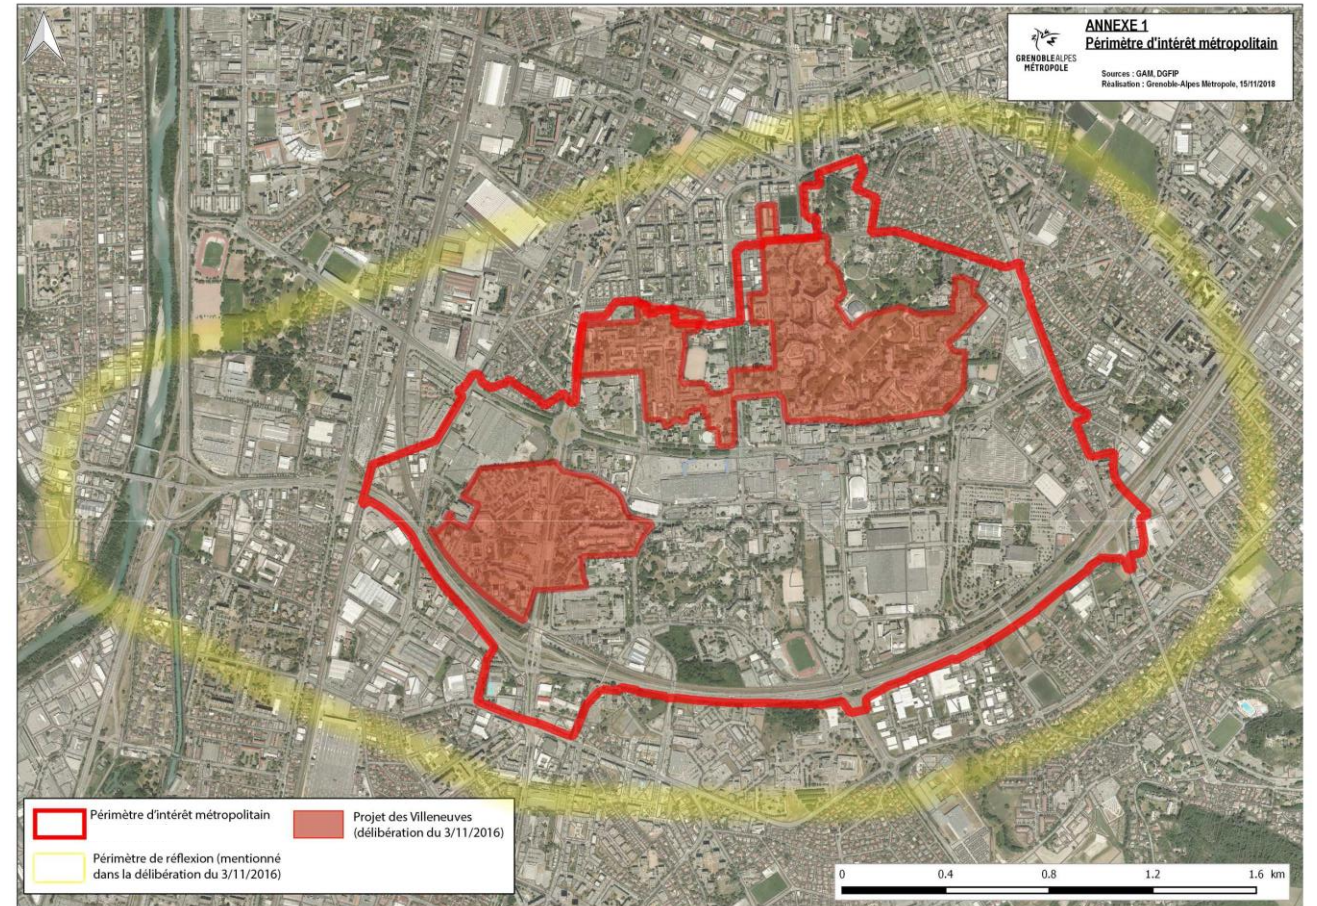 GRENOBLEALPES
MÉTROPOLE
ANNEXE 1
Périmètre d'intérêt métropolitain
Sources : GAM, DGFIP
Réalisation : Grenoble-Alpes Métropole, 15/11/2018
Périmètre d'intérêt métropolitain
Projet des Villeneuves
(délibération du 3/11/2016)
Périmètre de réflexion (mentionné
dans la délibération du 3/11/2016)
0 0.4 0.8 1.2 1.6 km